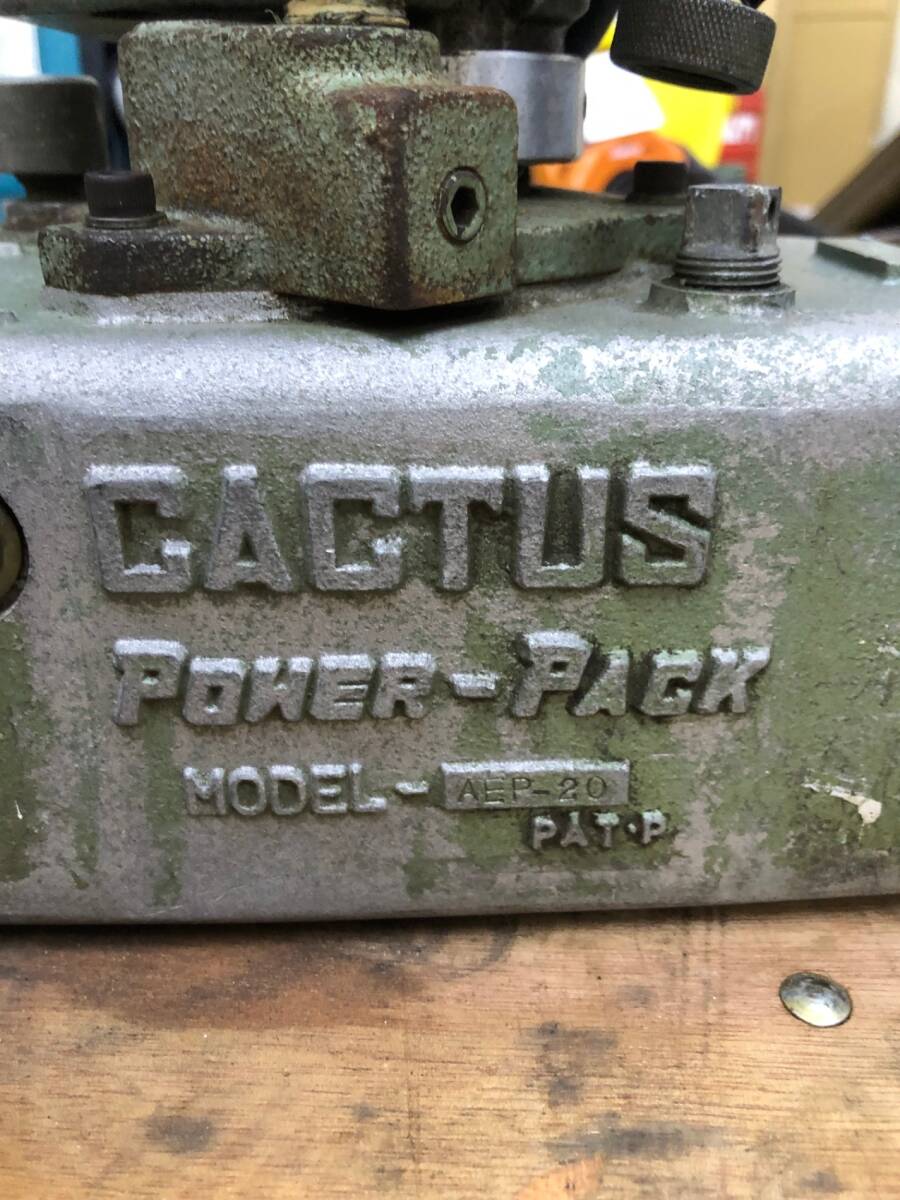 CACTUS
POWER-PACK
MODEL-AEP-20
PAT·P